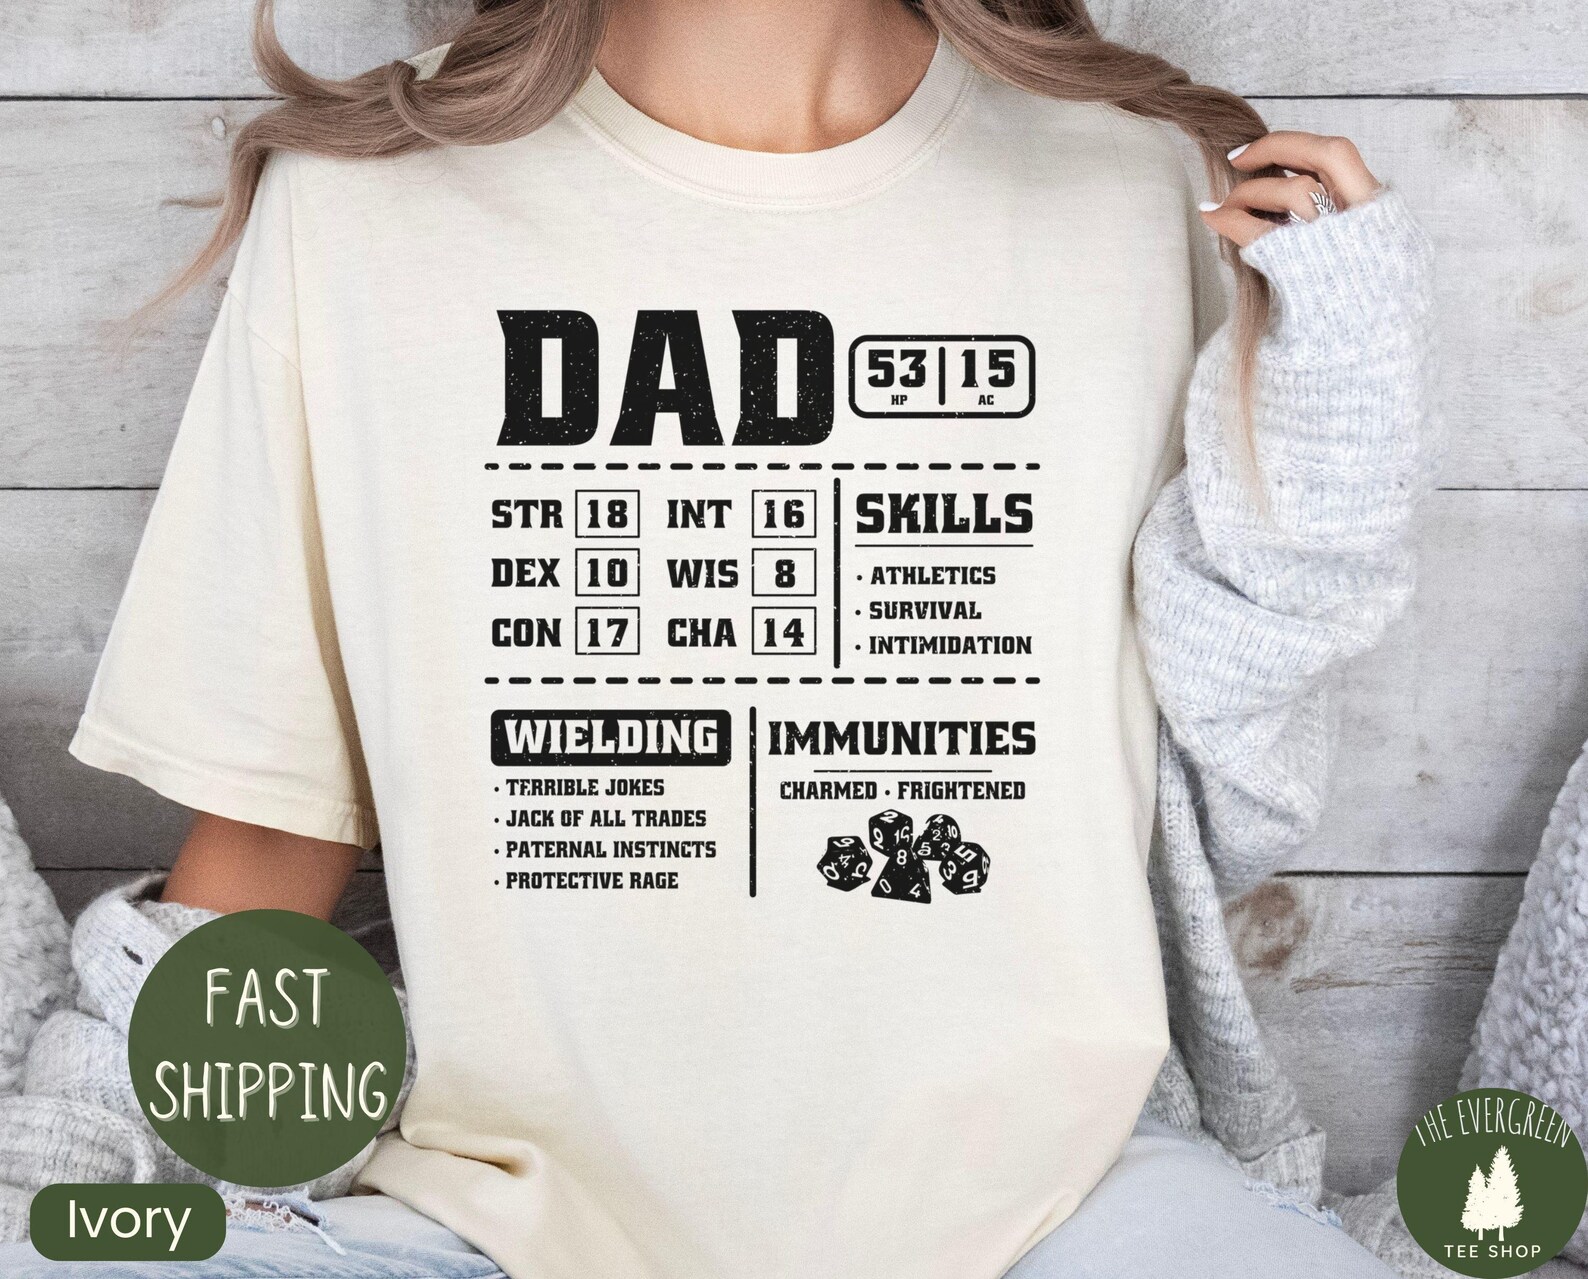 DAD
53 | 15
HP AC
STR 18 INT 16
DEX 10 WIS 8
CON 17 CHA 14
SKILLS
· ATHLETICS
· SURVIVAL
· INTIMIDATION
WIELDING
· TERRIBLE JOKES
· JACK OF ALL TRADES
· PATERNAL INSTINCTS
· PROTECTIVE RAGE
IMMUNITIES
CHARMED · FRIGHTENED
FAST
SHIPPING
Ivory
THE EVERGREEN
TEE SHOP